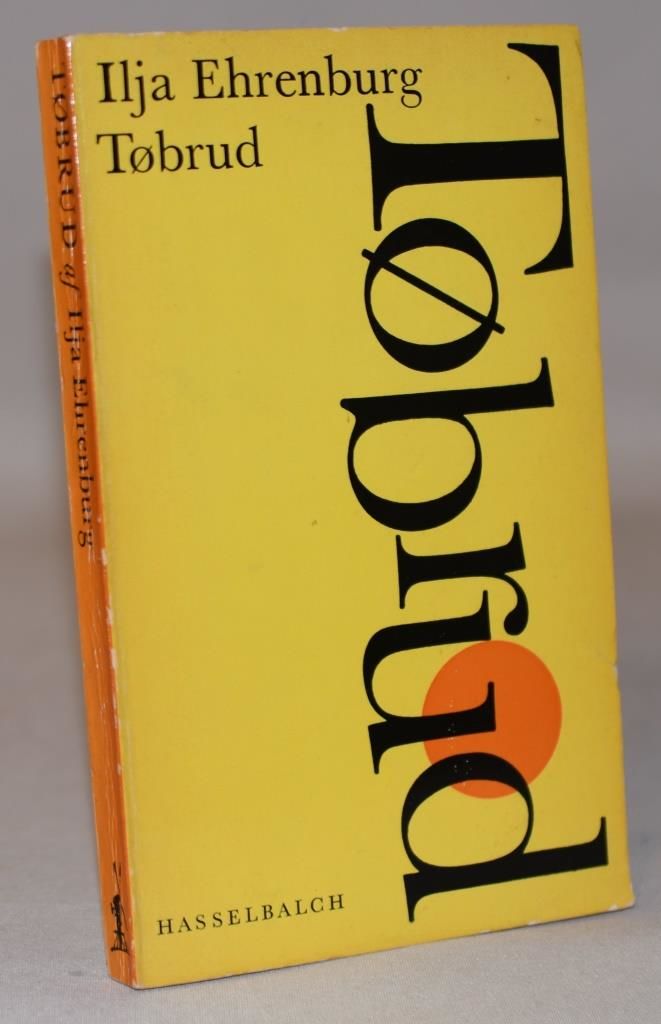 Ilja Ehrenburg
Tøbrud
Tøbrud
HASSELBALCH
TØBRUD af Ilja Ehrenburg